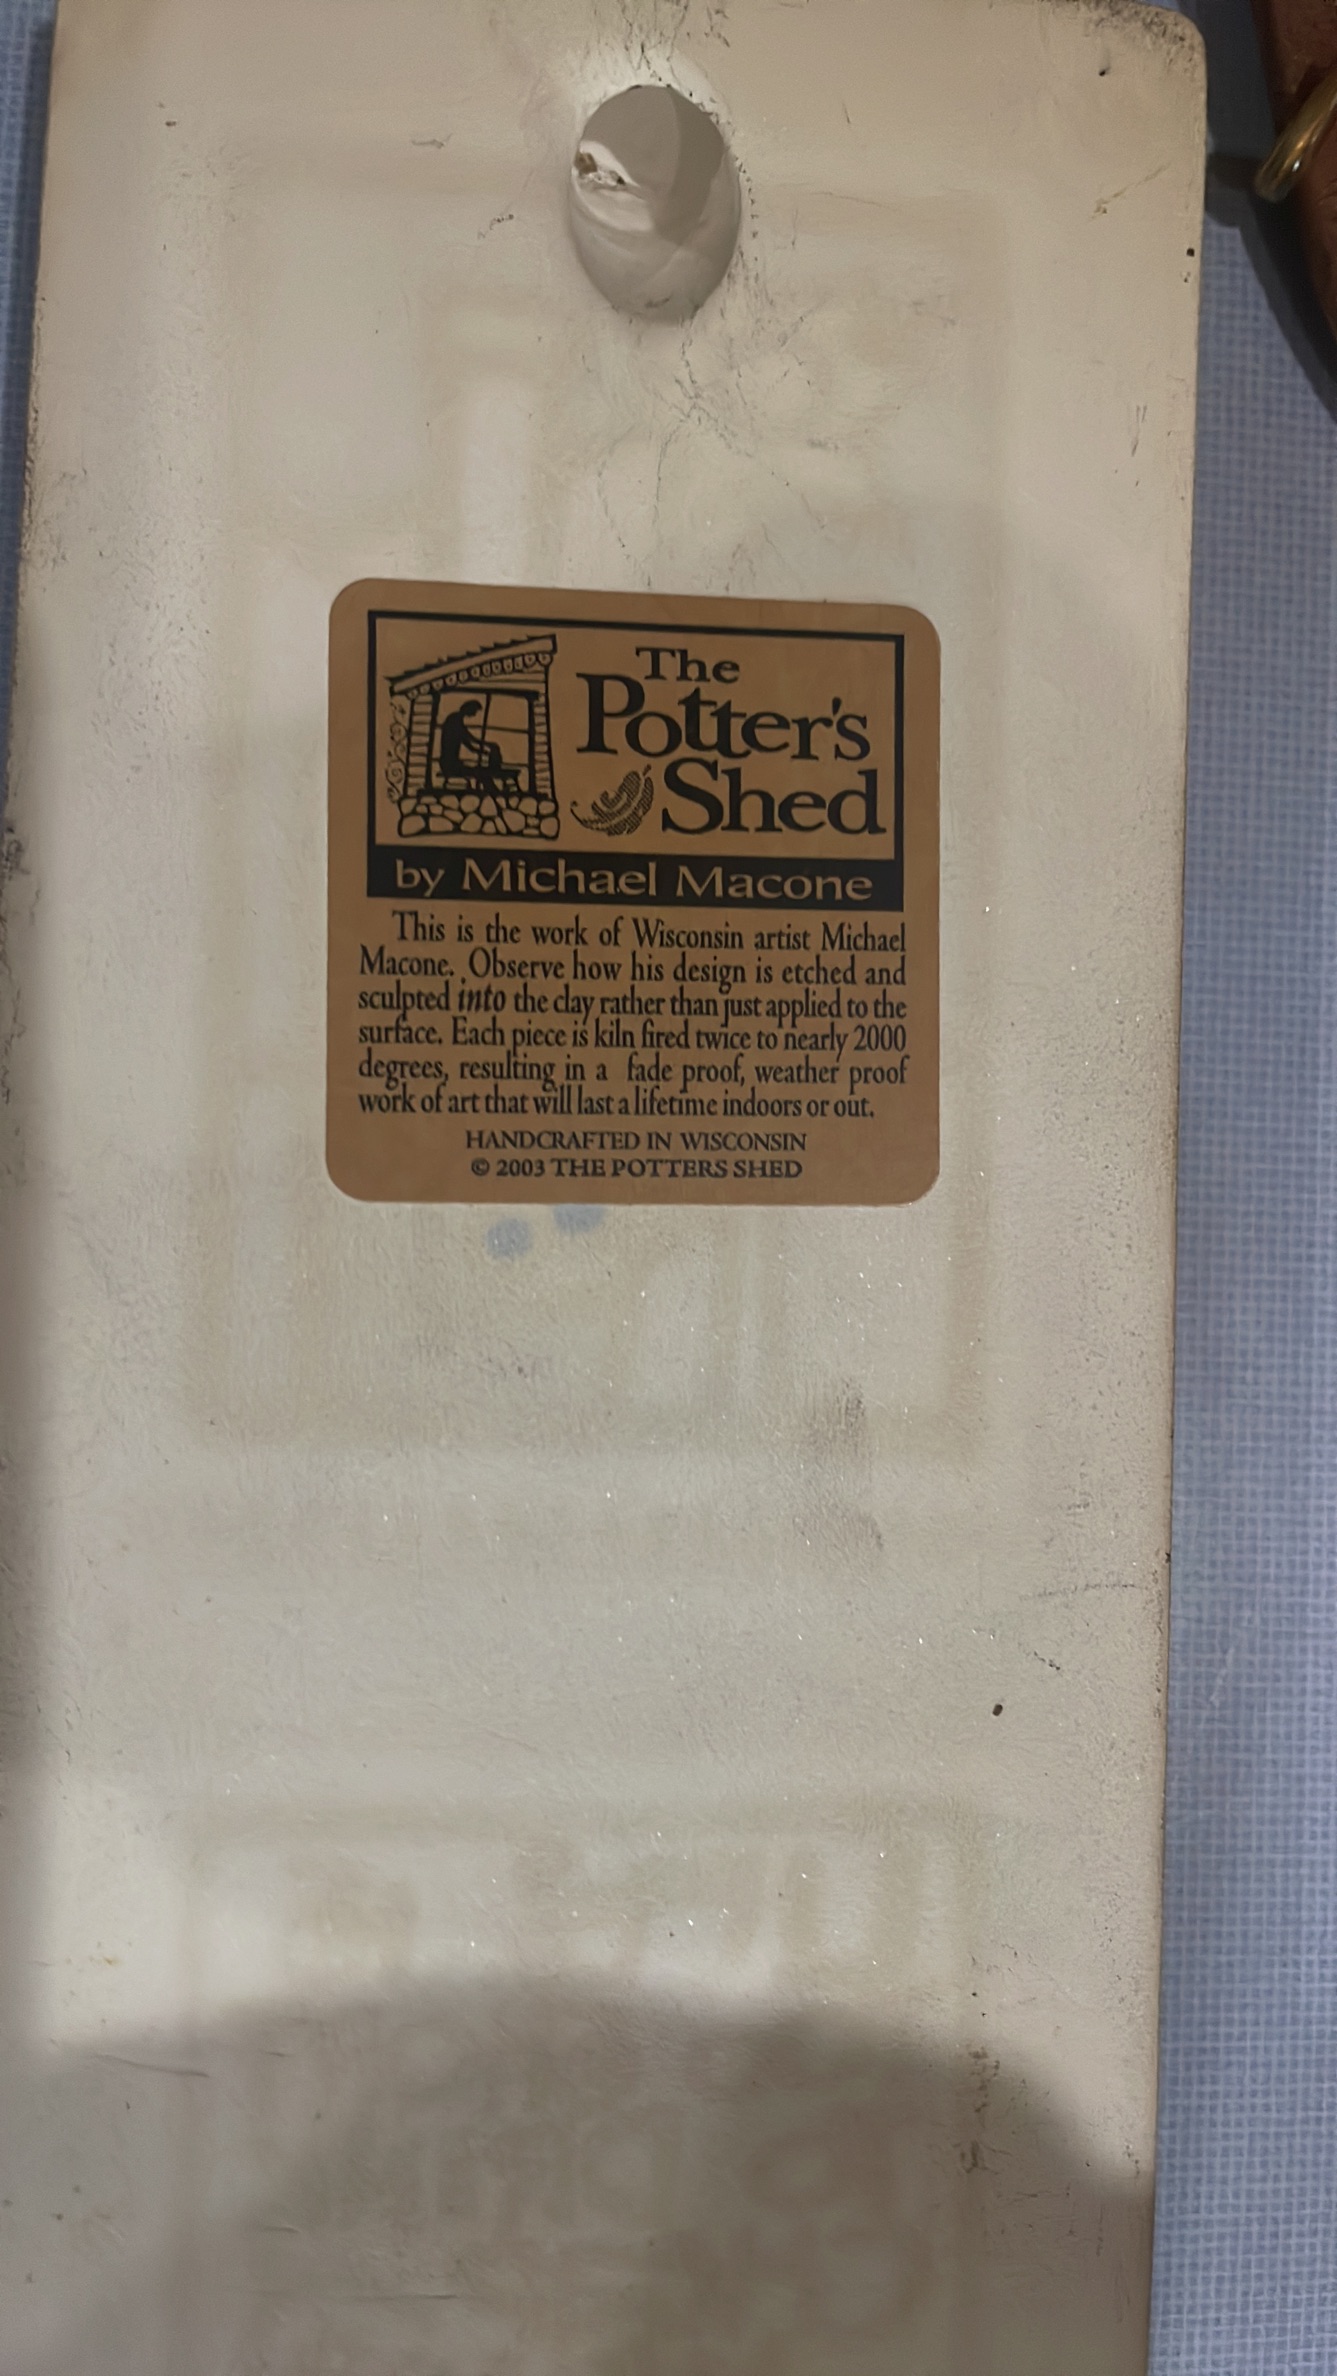 The
Potter's
Shed
by Michael Macone
This is the work of Wisconsin artist Michael
Macone. Observe how his design is etched and
sculpted into the clay rather than just applied to the
surface. Each piece is kiln fired twice to nearly 2000
degrees, resulting in a fade proof, weather proof
work of art that will last a lifetime indoors or out.
HANDCRAFTED IN WISCONSIN
© 2003 THE POTTERS SHED